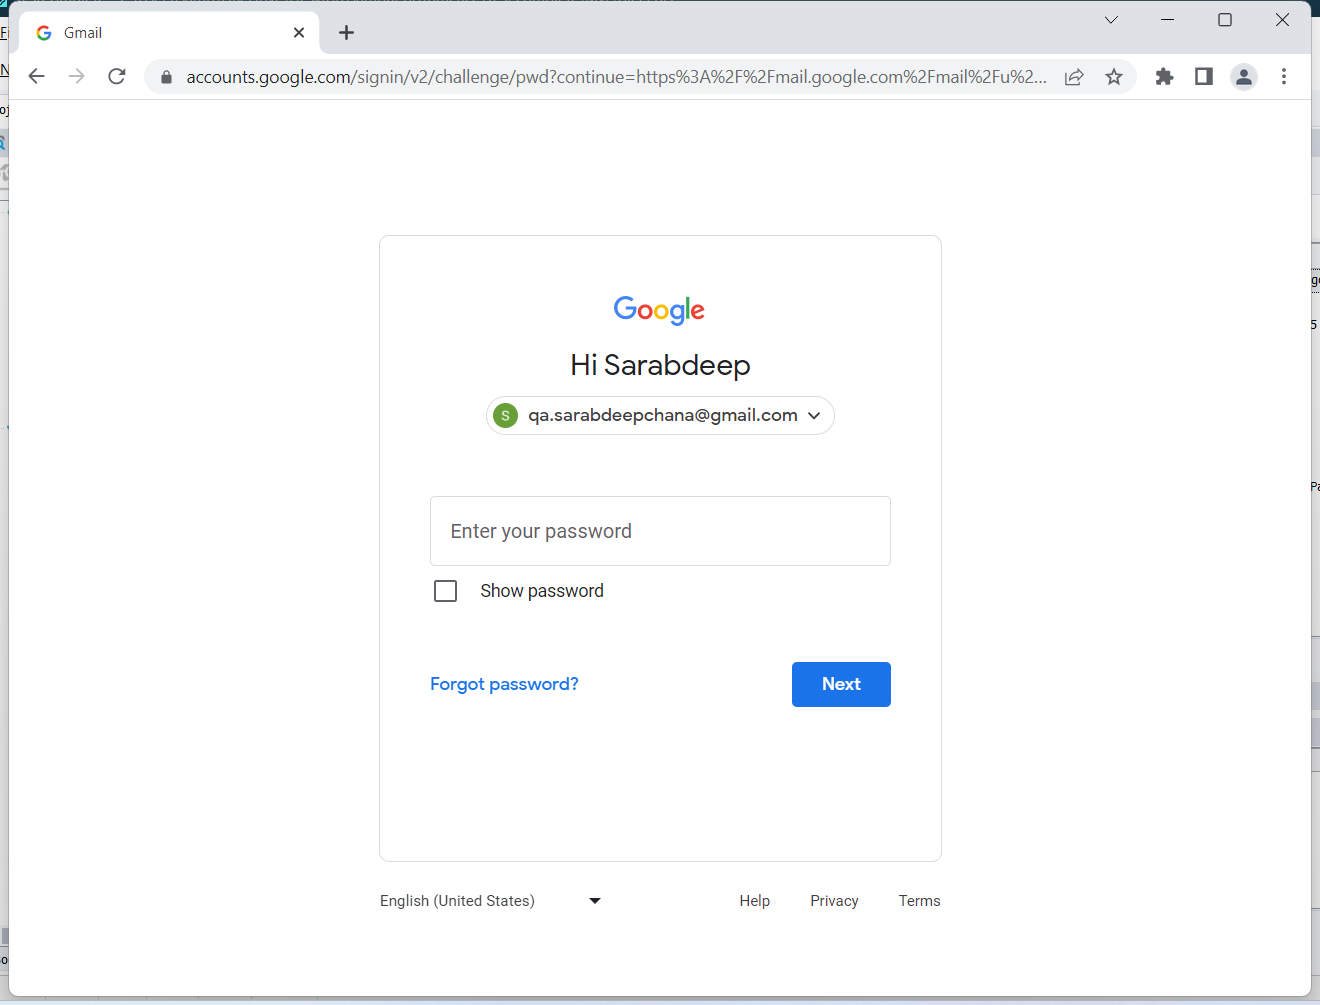 Gmail
accounts.google.com/signin/v2/challenge/pwd?continue=https%3A%2F%2Fmail.google.com%2Fmail%2Fu%2...
Google
Hi Sarabdeep
S qa.sarabdeepchana@gmail.com
Enter your password
Show password
Forgot password? Next
English (United States) Help Privacy Terms